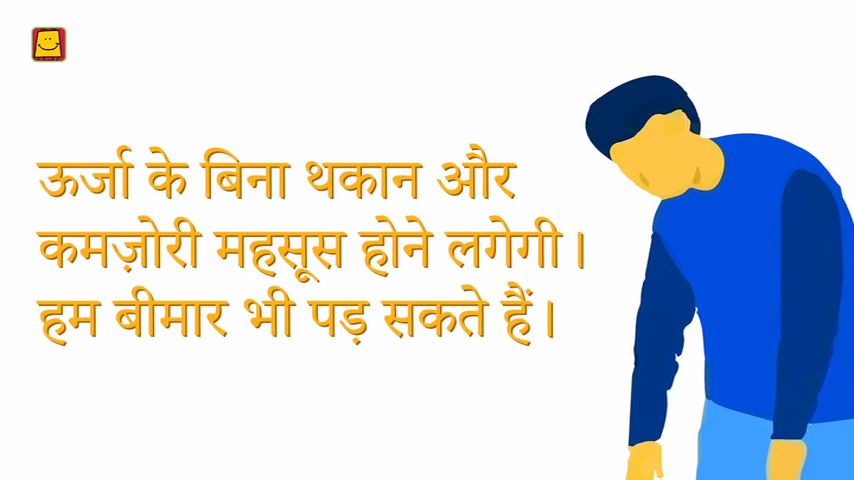 ऊर्जा के बिना थकान और
कमज़ोरी महसूस होने लगेगी।
हम बीमार भी पड़ सकते हैं।